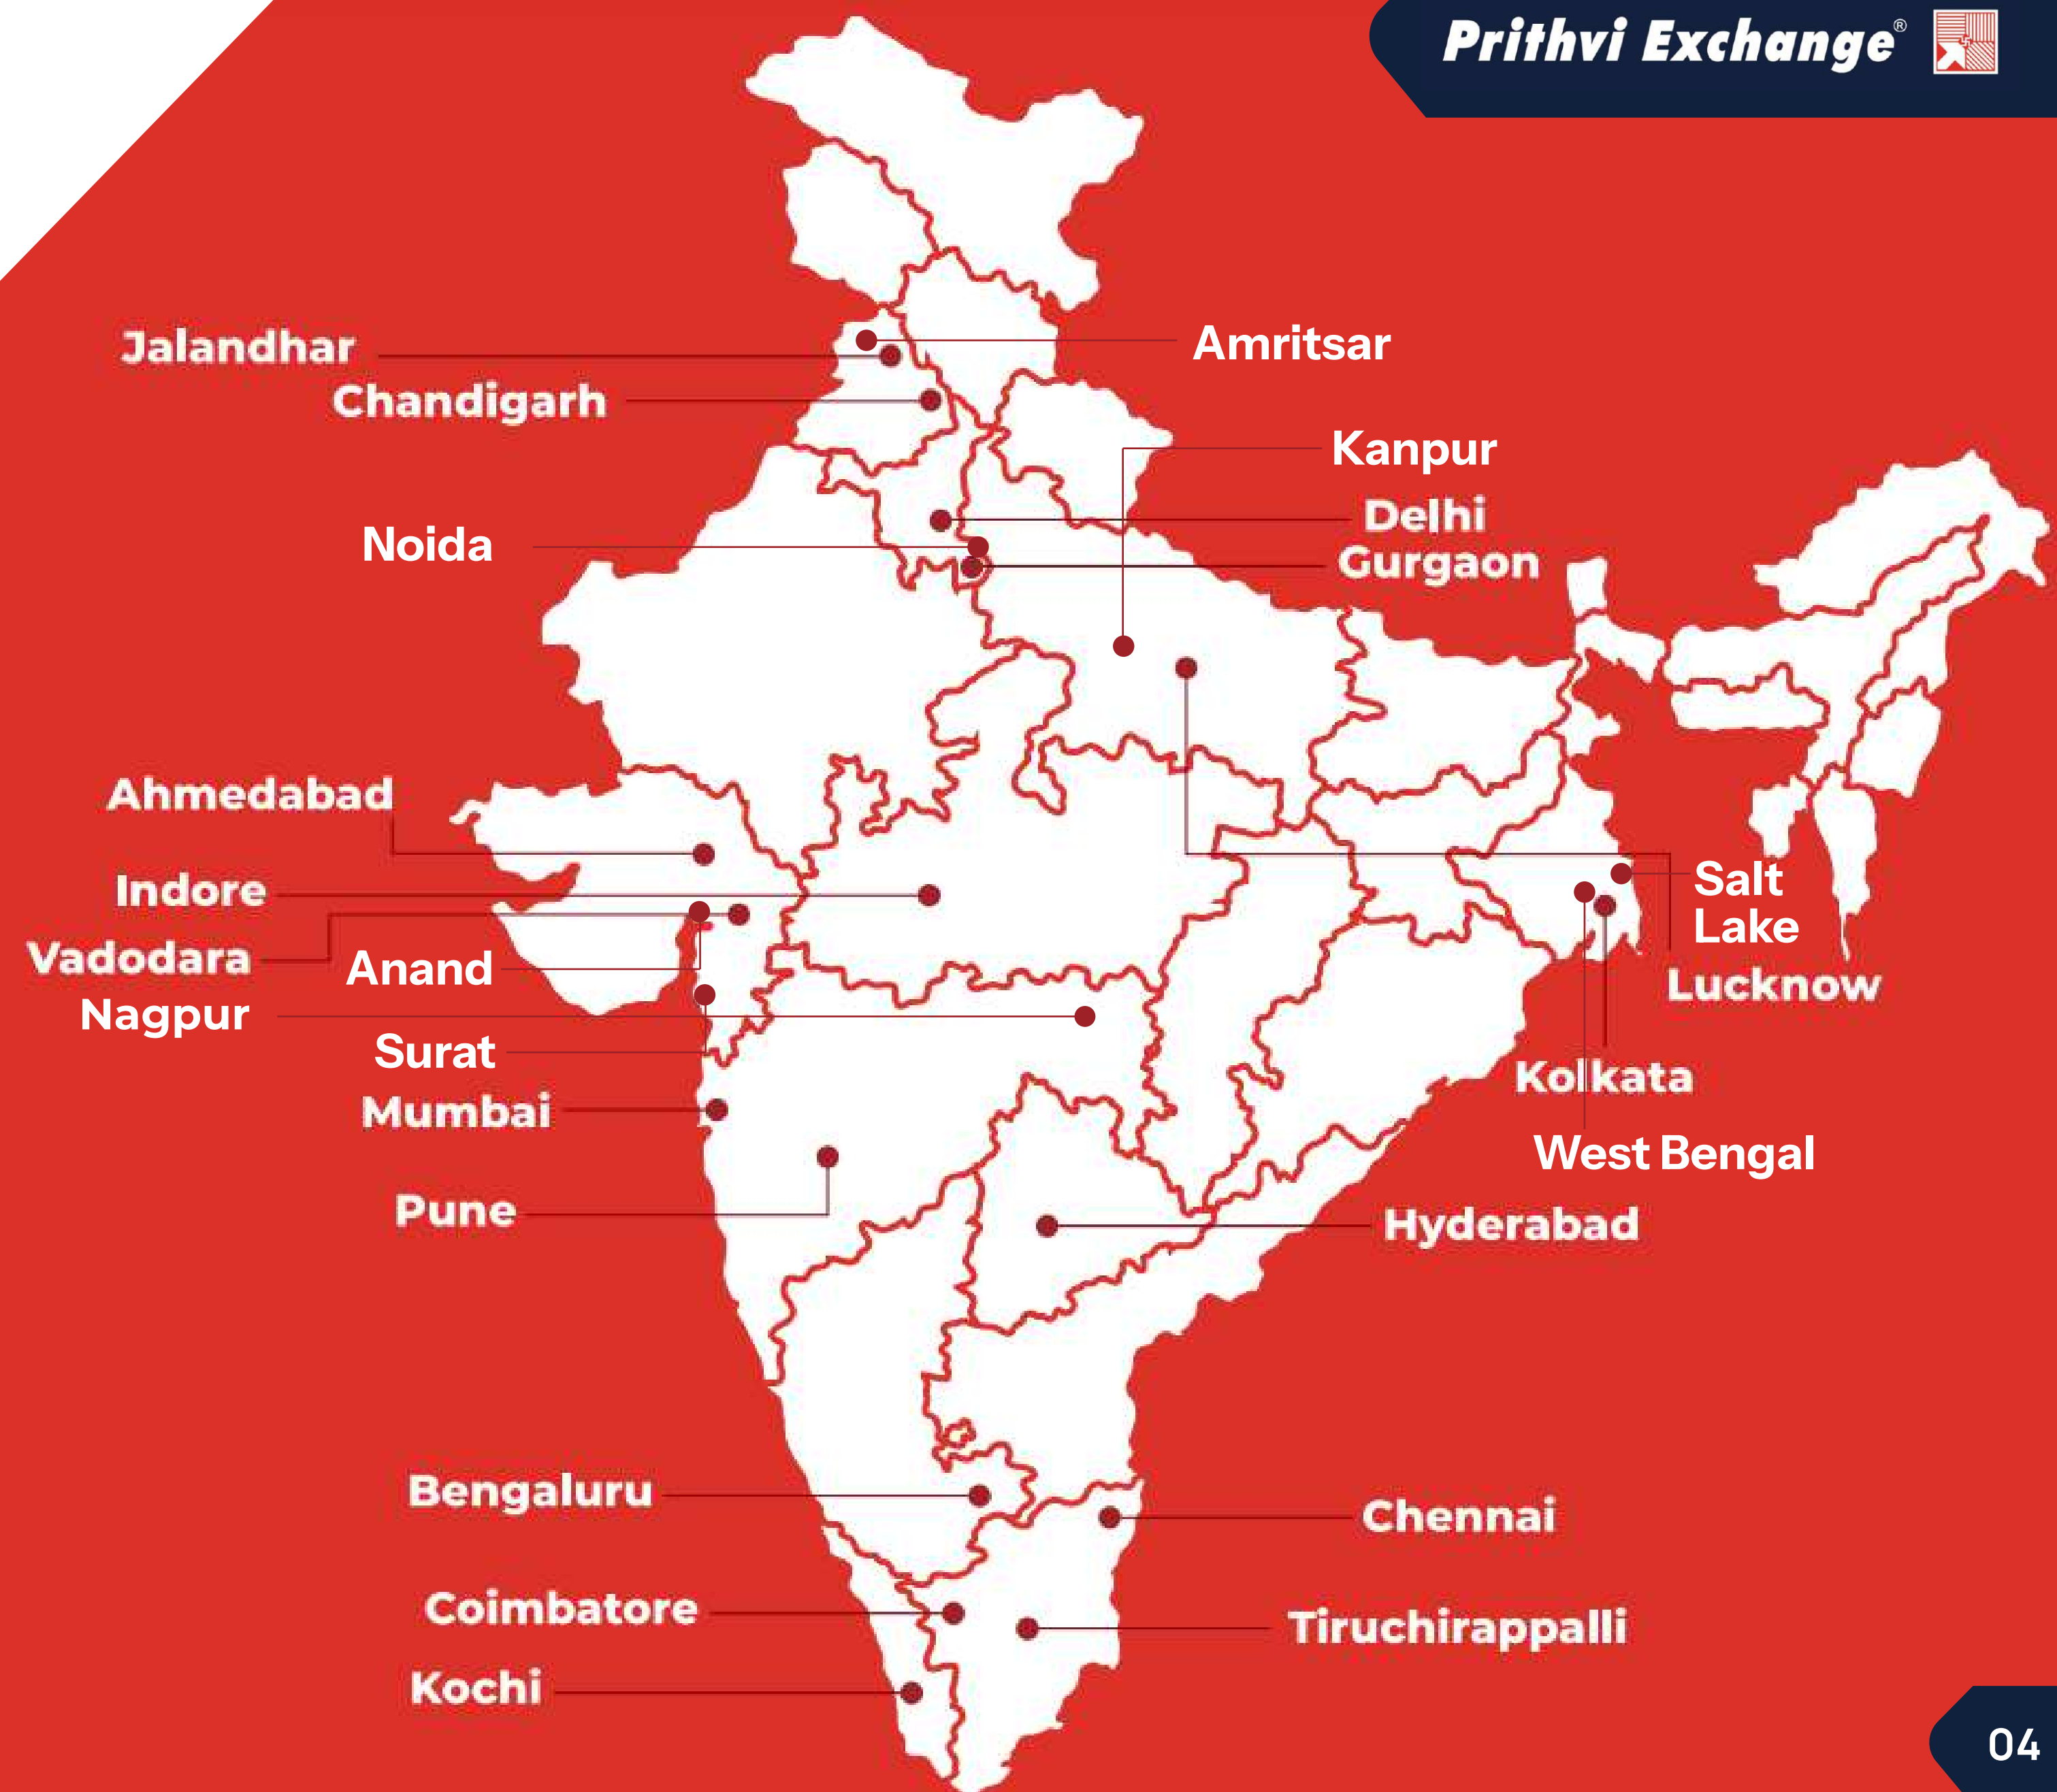 Prithvi Exchange®
Jalandhar
Amritsar
Chandigarh
Kanpur
Delhi
Noida
Gurgaon
Ahmedabad
Indore
Salt
Lake
Vadodara
Anand
Lucknow
Nagpur
Surat
Kolkata
Mumbai
West Bengal
Pune
Hyderabad
Bengaluru
Chennai
Coimbatore
Tiruchirappalli
Kochi
04